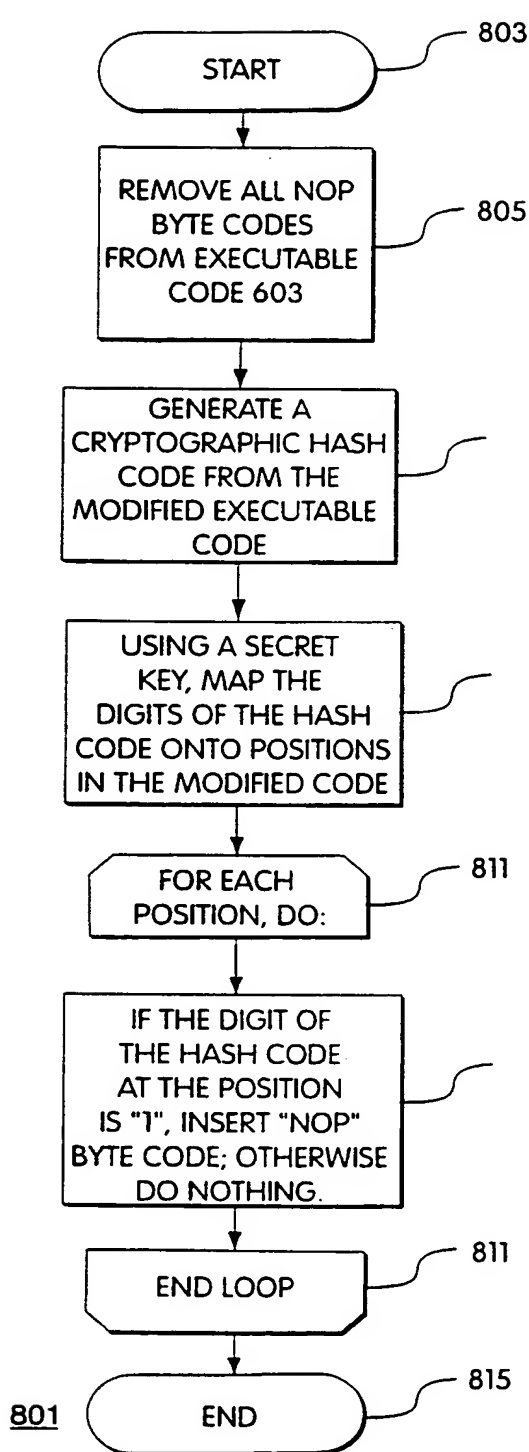 803
START
REMOVE ALL NOP
BYTE CODES
FROM EXECUTABLE
CODE 603
805
GENERATE A
CRYPTOGRAPHIC HASH
CODE FROM THE
MODIFIED EXECUTABLE
CODE
USING A SECRET
KEY, MAP THE
DIGITS OF THE HASH
CODE ONTO POSITIONS
IN THE MODIFIED CODE
FOR EACH
POSITION, DO:
811
IF THE DIGIT OF
THE HASH CODE
AT THE POSITION
IS "1", INSERT "NOP"
BYTE CODE; OTHERWISE
DO NOTHING.
END LOOP
811
END
815
801